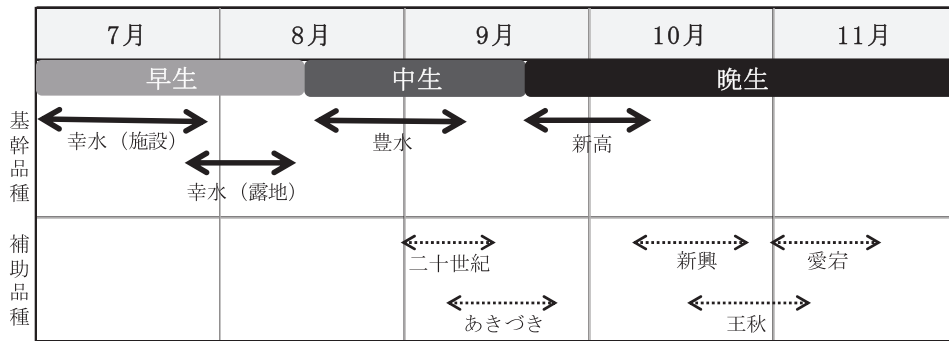 7月 8月 9月 10月 11月
早生 中生 晩生
基幹品種
幸水（施設） 豊水 新高
幸水（露地）
補助品種
二十世紀 新興 愛宕
あきづき 王秋